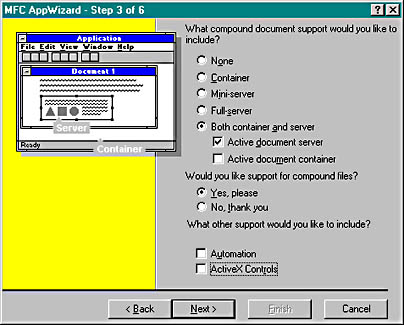 MFC AppWizard - Step 3 of 6
Application
File Edit View Window Help
Document 1
Server
Ready
Container
What compound document support would you like to include?
None
Container
Mini-server
Full-server
Both container and server
Active document server
Active document container
Would you like support for compound files?
Yes, please
No, thank you
What other support would you like to include?
Automation
ActiveX Controls
< Back
Next >
Finish
Cancel